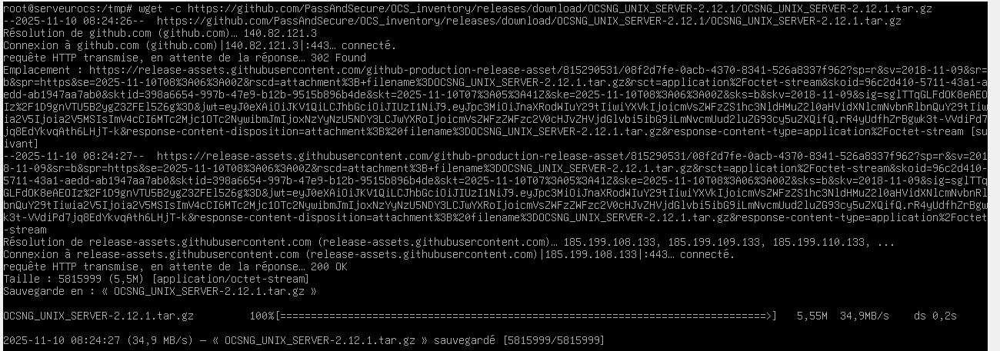 root@serveurocs:/tmp# wget -c https://github.com/PassAndSecure/OCS_inventory/releases/download/OCSNG_UNIX_SERVER-2.12.1/OCSNG_UNIX_SERVER-2.12.1.tar.gz
--2025-11-10 08:24:26--  https://github.com/PassAndSecure/OCS_inventory/releases/download/OCSNG_UNIX_SERVER-2.12.1/OCSNG_UNIX_SERVER-2.12.1.tar.gz
Résolution de github.com (github.com)… 140.82.121.3
Connexion à github.com (github.com)|140.82.121.3|:443… connecté.
requête HTTP transmise, en attente de la réponse… 302 Found
Emplacement : https://release-assets.githubusercontent.com/github-production-release-asset/815290531/08f2d7fe-0acb-4370-8341-526a8337f962?sp=r&sv=2018-11-09&sr=
b&spr=https&se=2025-11-10T08%3A06%3A00Z&rscd=attachment%3B+filename%3DOCSNG_UNIX_SERVER-2.12.1.tar.gz&rsct=application%2Foctet-stream&skoid=96c2d410-5711-43a1-a
edd-ab1947aa7ab0&sktid=398a6654-997b-47e9-b12b-9515b896b4de&skt=2025-11-10T07%3A05%3A41Z&ske=2025-11-10T08%3A06%3A00Z&sks=b&skv=2018-11-09&sig=sglTTqGLFdOK8eAEO
Iz%2F1D9gnVTU5B2ygZ3ZFEl5Z6g%3D&jwt=eyJ0eXAiOiJKV1QiLCJhbGciOiJIUzI1NiJ9.eyJpc3MiOiJnaXRodWIuY29tIiwiYXVkIjoicmVsZWFzZS1hc3NldHMuZ2l0aHVidXNlcmNvbnRlbnQuY29tIiw
ia2V5Ijoia2V5MSIsImV4cCI6MTc2Mjc1OTc2NywibmJmIjoxNzYyNzU5NDY3LCJwYXRoIjoicmVsZWFzZWFzc2V0cHJvZHVjdGlvbi5ibG9iLmNvcmUud2luZG93cy5uZXQifQ.rR4yUdfhZrBgwk3t-VVdiPd7
jq8EdYkvqAth6LHjT-k&response-content-disposition=attachment%3B%20filename%3DOCSNG_UNIX_SERVER-2.12.1.tar.gz&response-content-type=application%2Foctet-stream [su
ivant]
--2025-11-10 08:24:27--  https://release-assets.githubusercontent.com/github-production-release-asset/815290531/08f2d7fe-0acb-4370-8341-526a8337f962?sp=r&sv=201
8-11-09&sr=b&spr=https&se=2025-11-10T08%3A06%3A00Z&rscd=attachment%3B+filename%3DOCSNG_UNIX_SERVER-2.12.1.tar.gz&rsct=application%2Foctet-stream&skoid=96c2d410-
5711-43a1-aedd-ab1947aa7ab0&sktid=398a6654-997b-47e9-b12b-9515b896b4de&skt=2025-11-10T07%3A05%3A41Z&ske=2025-11-10T08%3A06%3A00Z&sks=b&skv=2018-11-09&sig=sglTTq
GLFdOK8eAEOIz%2F1D9gnVTU5B2ygZ3ZFEl5Z6g%3D&jwt=eyJ0eXAiOiJKV1QiLCJhbGciOiJIUzI1NiJ9.eyJpc3MiOiJnaXRodWIuY29tIiwiYXVkIjoicmVsZWFzZS1hc3NldHMuZ2l0aHVidXNlcmNvbnRl
bnQuY29tIiwia2V5Ijoia2V5MSIsImV4cCI6MTc2Mjc1OTc2NywibmJmIjoxNzYyNzU5NDY3LCJwYXRoIjoicmVsZWFzZWFzc2V0cHJvZHVjdGlvbi5ibG9iLmNvcmUud2luZG93cy5uZXQifQ.rR4yUdfhZrBgw
k3t-VVdiPd7jq8EdYkvqAth6LHjT-k&response-content-disposition=attachment%3B%20filename%3DOCSNG_UNIX_SERVER-2.12.1.tar.gz&response-content-type=application%2Foctet
-stream
Résolution de release-assets.githubusercontent.com (release-assets.githubusercontent.com)… 185.199.108.133, 185.199.109.133, 185.199.110.133, ...
Connexion à release-assets.githubusercontent.com (release-assets.githubusercontent.com)|185.199.108.133|:443… connecté.
requête HTTP transmise, en attente de la réponse… 200 OK
Taille : 5815999 (5,5M) [application/octet-stream]
Sauvegarde en : « OCSNG_UNIX_SERVER-2.12.1.tar.gz »
OCSNG_UNIX_SERVER-2.12.1.tar.gz 100%[===============================================================================>] 5,55M 34,9MB/s ds 0,2s
2025-11-10 08:24:27 (34,9 MB/s) — « OCSNG_UNIX_SERVER-2.12.1.tar.gz » sauvegardé [5815999/5815999]